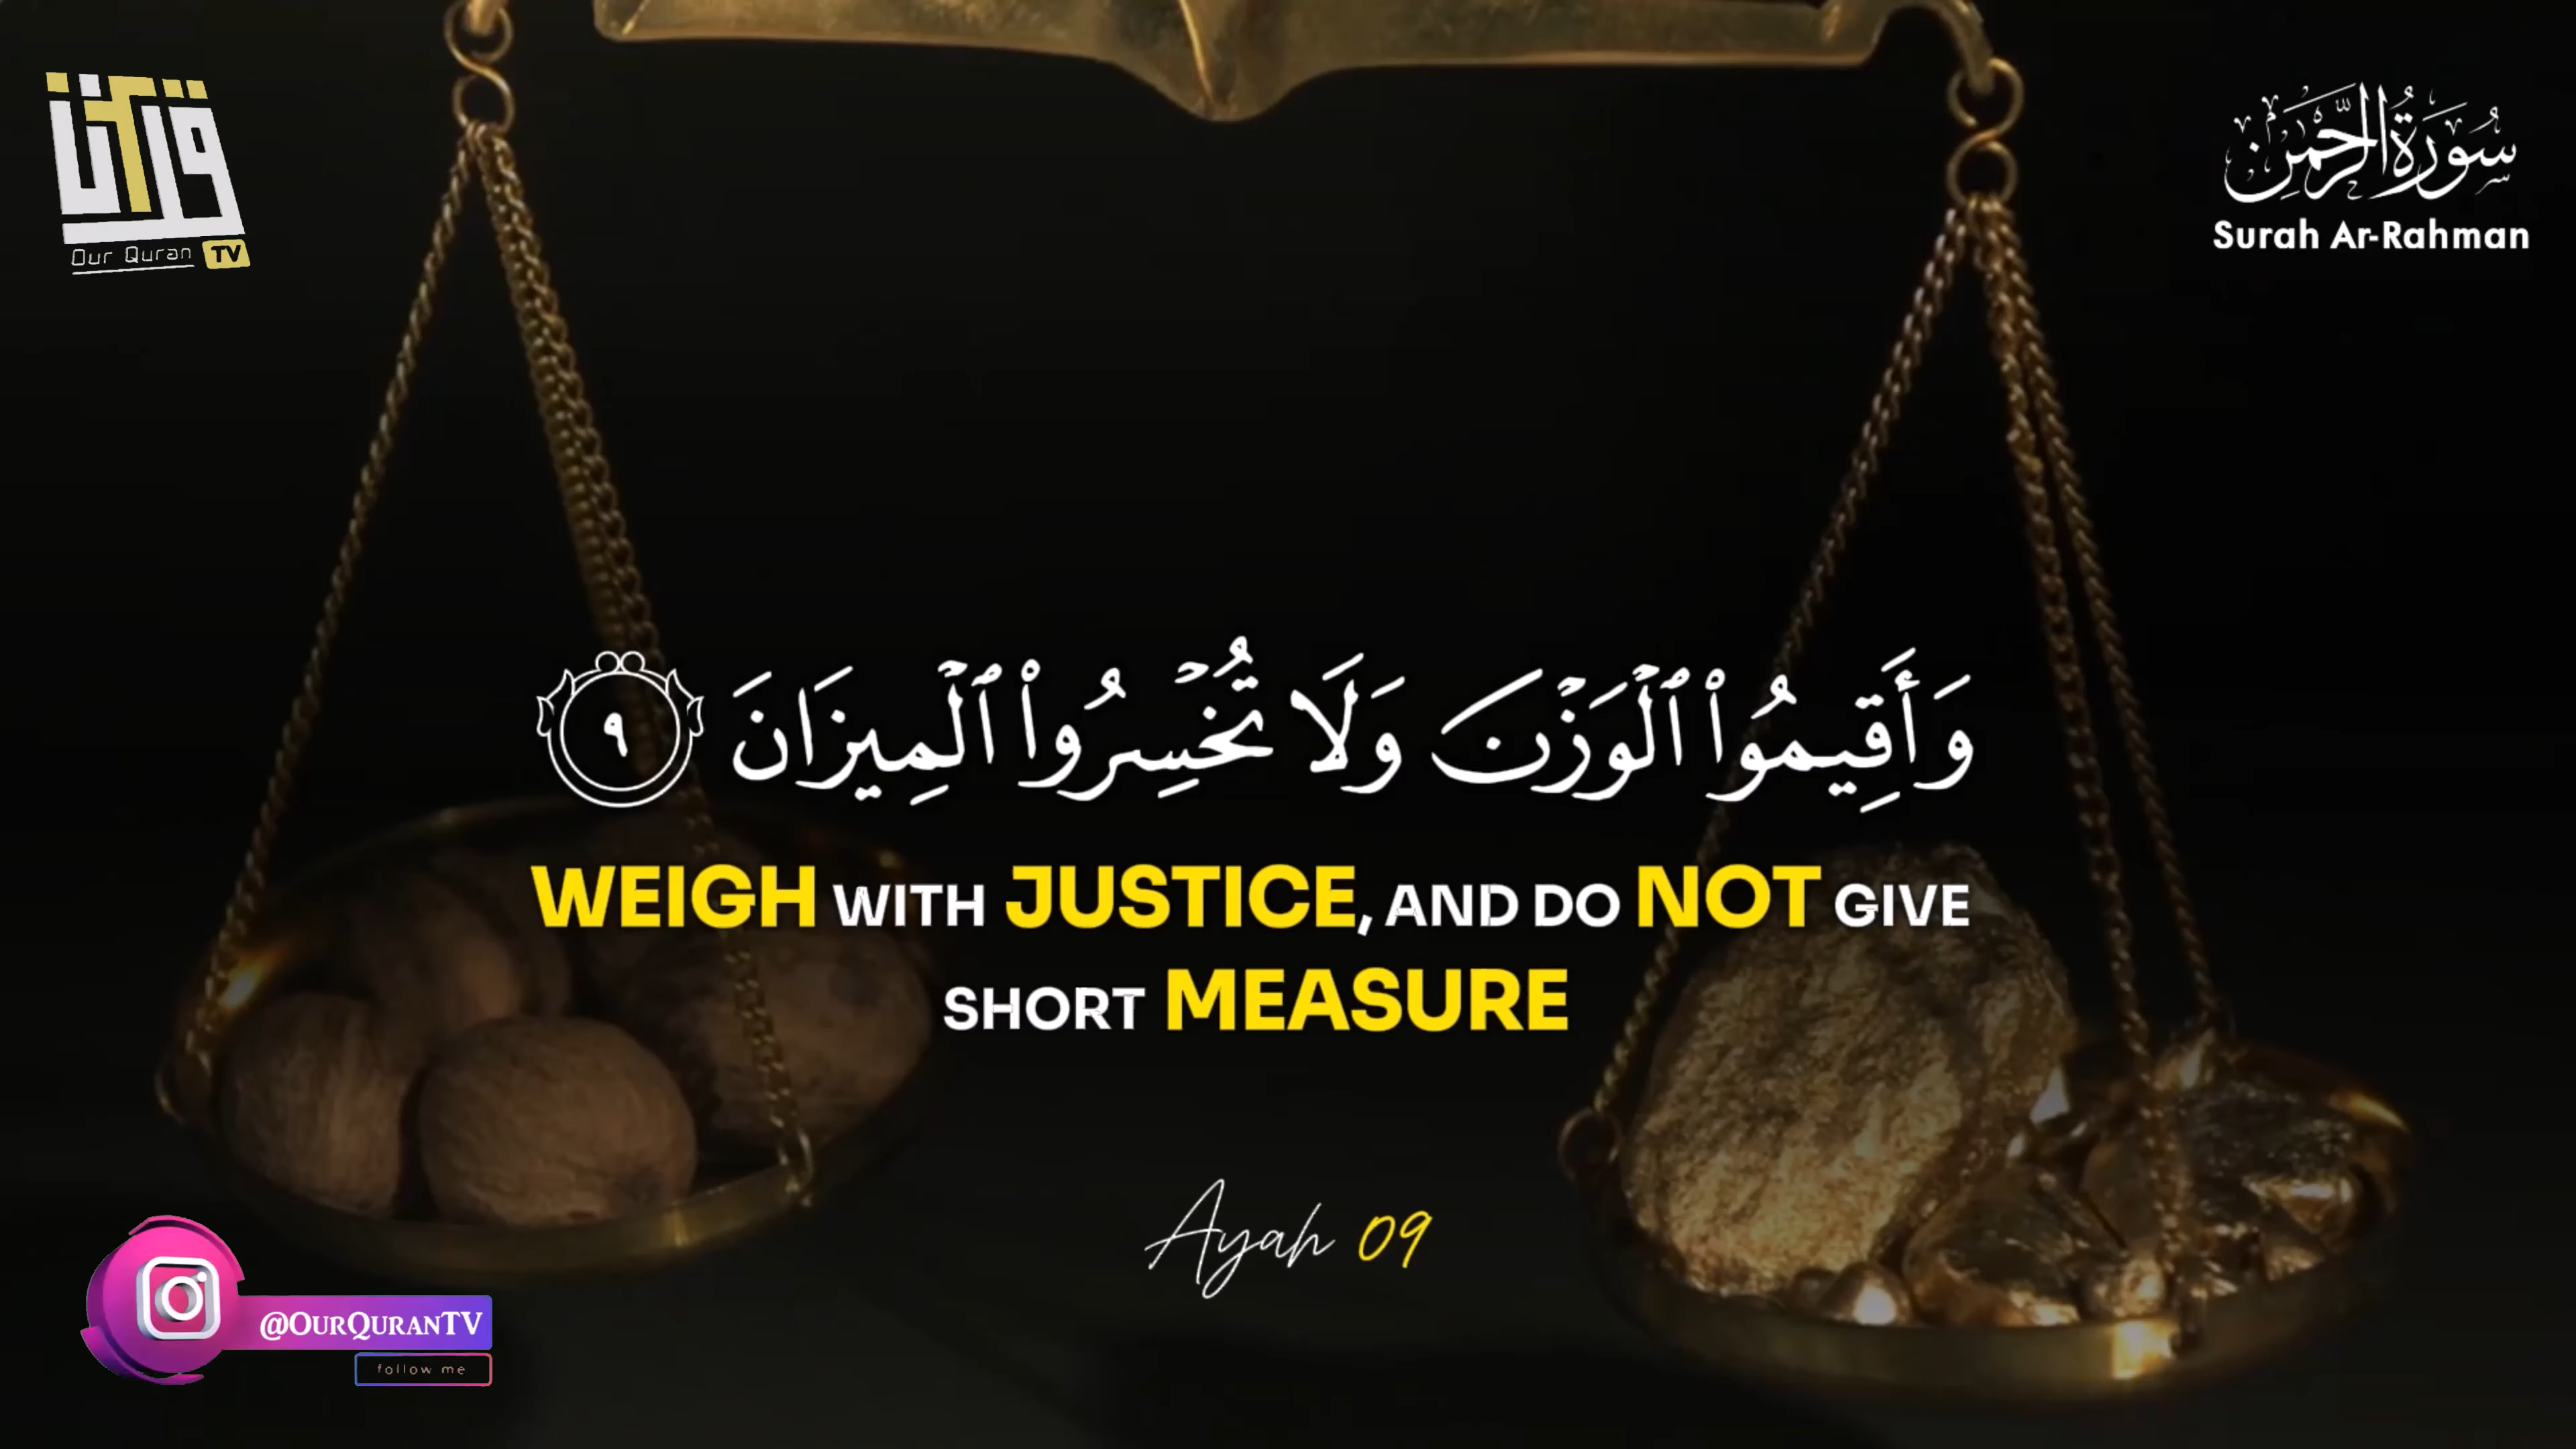 قرآننا
Our Quran TV
سُورَةُ الرَّحْمَٰن
Surah Ar-Rahman
وَأَقِيمُوا۟ ٱلْوَزْنَ وَلَا تُخْسِرُوا۟ ٱلْمِيزَانَ ٩
WEIGH WITH JUSTICE, AND DO NOT GIVE
SHORT MEASURE
Ayah 09
@OURQURANTV
follow me